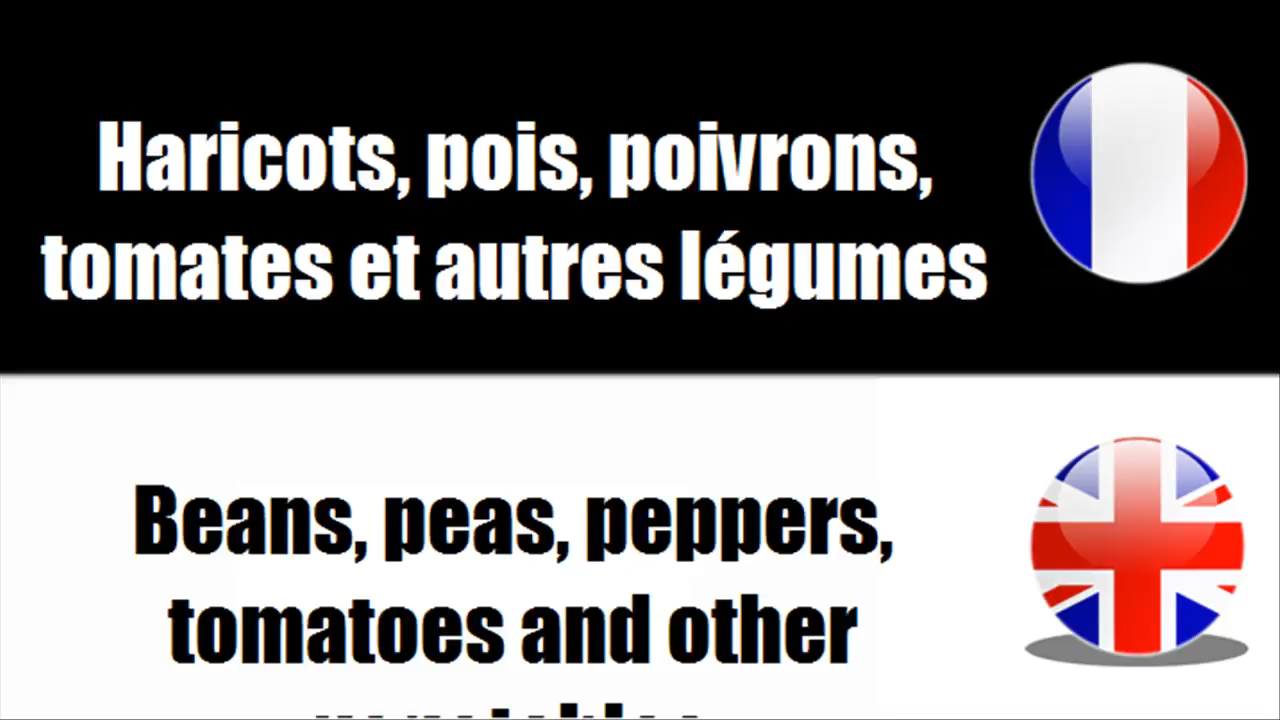 Haricots, pois, poivrons,
tomates et autres légumes
Beans, peas, peppers,
tomatoes and other